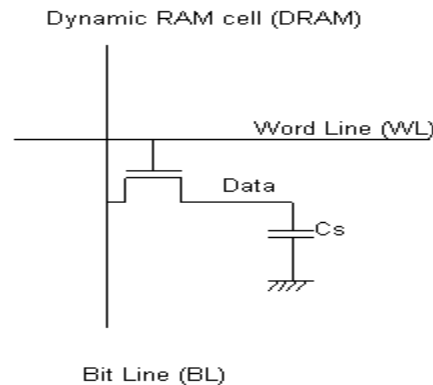 Dynamic RAM cell (DRAM)
Word Line (WL)
Data
Cs
Bit Line (BL)